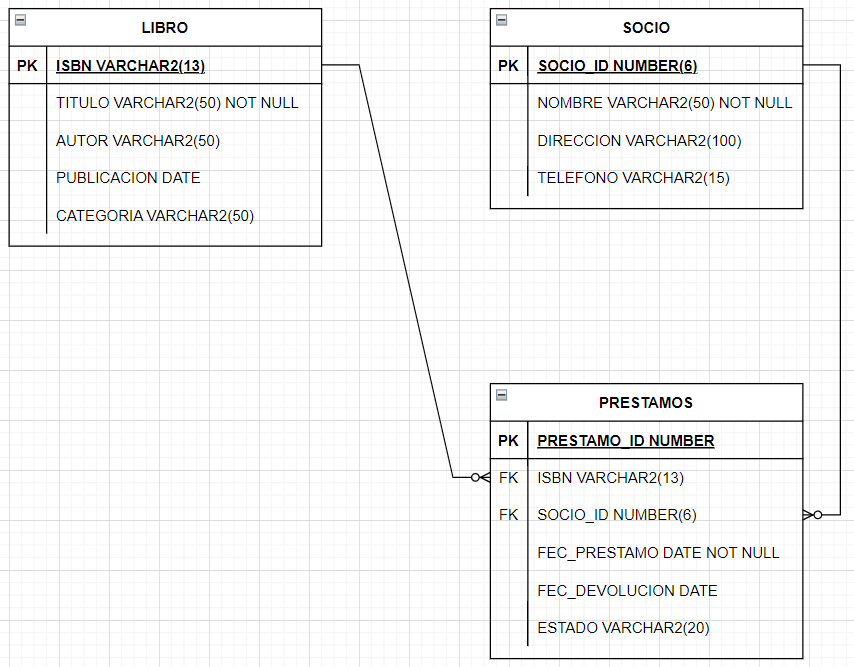 LIBRO
PK ISBN VARCHAR2(13)
TITULO VARCHAR2(50) NOT NULL
AUTOR VARCHAR2(50)
PUBLICACION DATE
CATEGORIA VARCHAR2(50)
SOCIO
PK SOCIO_ID NUMBER(6)
NOMBRE VARCHAR2(50) NOT NULL
DIRECCION VARCHAR2(100)
TELEFONO VARCHAR2(15)
PRESTAMOS
PK PRESTAMO_ID NUMBER
FK ISBN VARCHAR2(13)
FK SOCIO_ID NUMBER(6)
FEC_PRESTAMO DATE NOT NULL
FEC_DEVOLUCION DATE
ESTADO VARCHAR2(20)